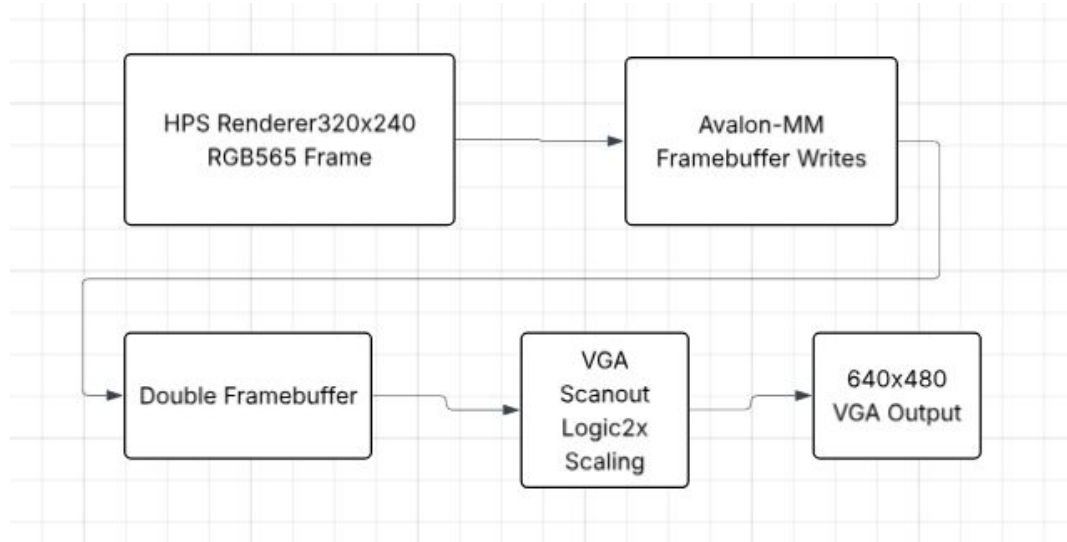 HPS Renderer320x240
RGB565 Frame
Avalon-MM
Framebuffer Writes
Double Framebuffer
VGA
Scanout
Logic2x
Scaling
640x480
VGA Output